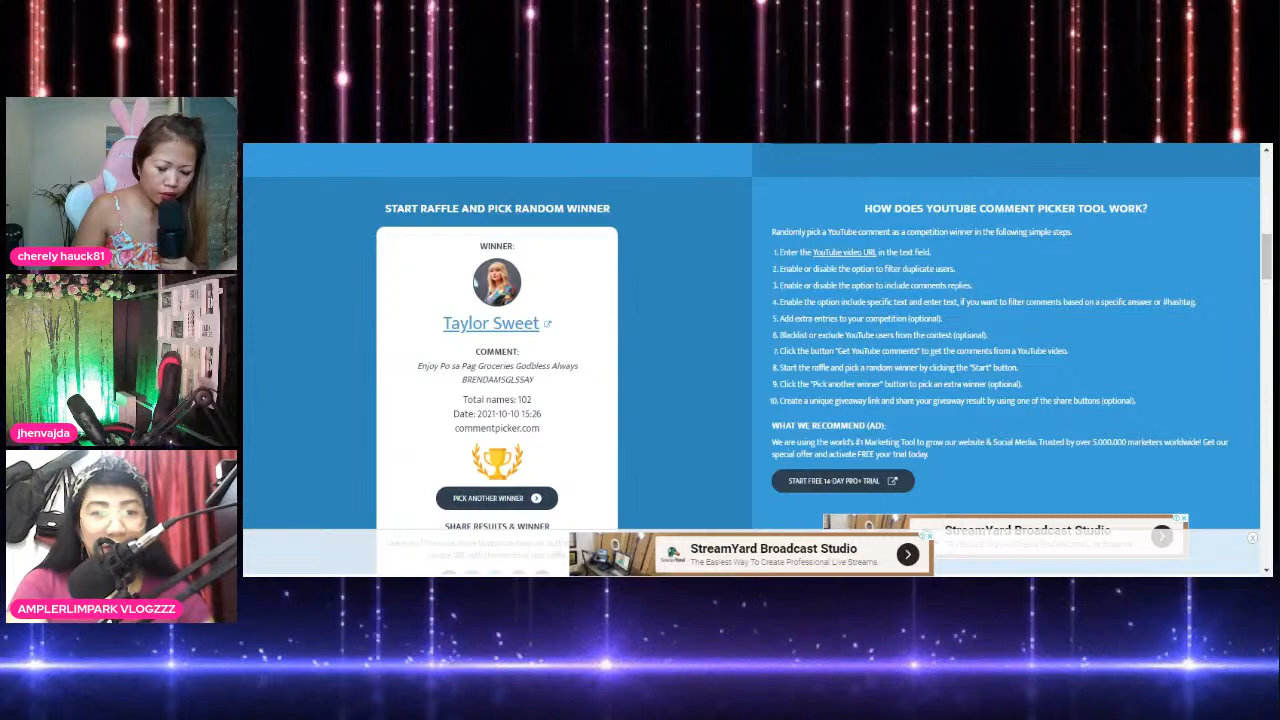 cherely hauck81
jhenvajda
AMPLERLIMPARK VLOGZZZ
START RAFFLE AND PICK RANDOM WINNER
WINNER:
Taylor Sweet
COMMENT:
Enjoy Po sa Pag Groceries Godbless Always
BRENDAMSGLSSAY
Total names: 102
Date: 2021-10-10 15:26
commentpicker.com
PICK ANOTHER WINNER
SHARE RESULTS & WINNER
HOW DOES YOUTUBE COMMENT PICKER TOOL WORK?
Randomly pick a YouTube comment as a competition winner in the following simple steps.
1. Enter the YouTube video URL in the text field.
2. Enable or disable the option to filter duplicate users.
3. Enable or disable the option to include comments replies.
4. Enable the option include specific text and enter text, if you want to filter comments based on a specific answer or #hashtag.
5. Add extra entries to your competition (optional).
6. Blacklist or exclude YouTube users from the contest (optional).
7. Click the button "Get YouTube comments" to get the comments from a YouTube video.
8. Start the raffle and pick a random winner by clicking the "Start" button.
9. Click the "Pick another winner" button to pick an extra winner (optional).
10. Create a unique giveaway link and share your giveaway result by using one of the share buttons (optional).
WHAT WE RECOMMEND (AD):
We are using the world's #1 Marketing Tool to grow our website & Social Media. Trusted by over 5.000.000 marketers worldwide! Get our
special offer and activate FREE your trial today.
START FREE 14-DAY PRO+ TRIAL
StreamYard Broadcast Studio
StreamYard Broadcast Studio
The Easiest Way To Create Professional Live Streams.